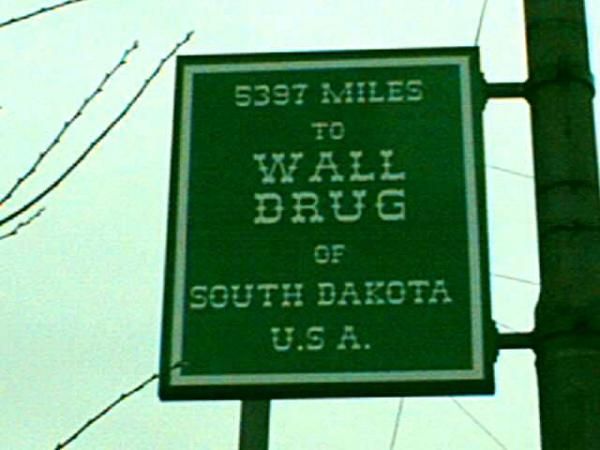 5397 MILES
TO
WALL
DRUG
OF
SOUTH DAKOTA
U.S A.